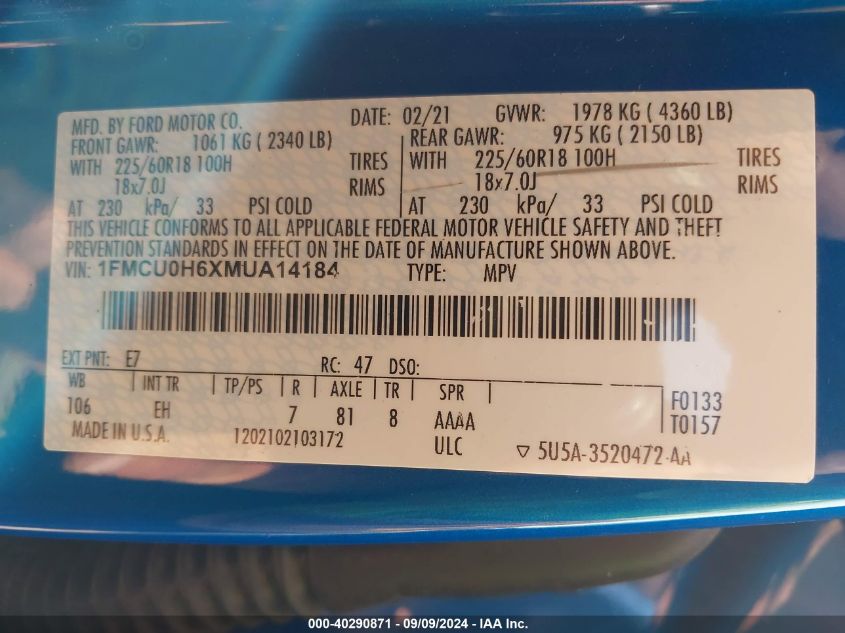 MFD. BY FORD MOTOR CO. DATE: 02/21 GVWR: 1978 KG ( 4360 LB)
FRONT GAWR: 1061 KG ( 2340 LB) REAR GAWR: 975 KG ( 2150 LB)
WITH 225/60R18 100H TIRES WITH 225/60R18 100H TIRES
18x7.0J RIMS 18x7.0J RIMS
AT 230 kPa/ 33 PSI COLD AT 230 kPa/ 33 PSI COLD
THIS VEHICLE CONFORMS TO ALL APPLICABLE FEDERAL MOTOR VEHICLE SAFETY AND THEFT
PREVENTION STANDARDS IN EFFECT ON THE DATE OF MANUFACTURE SHOWN ABOVE.
VIN: 1FMCU0H6XMUA14184 TYPE: MPV
EXT PNT: E7 RC: 47 DSO:
WB INT TR TP/PS R AXLE TR SPR
106 EH 7 81 8 AAAA F0133
T0157
MADE IN U.S.A. 1202102103172 ULC ▽ 5U5A-3520472-AA
000-40290871 - 09/09/2024 - IAA Inc.